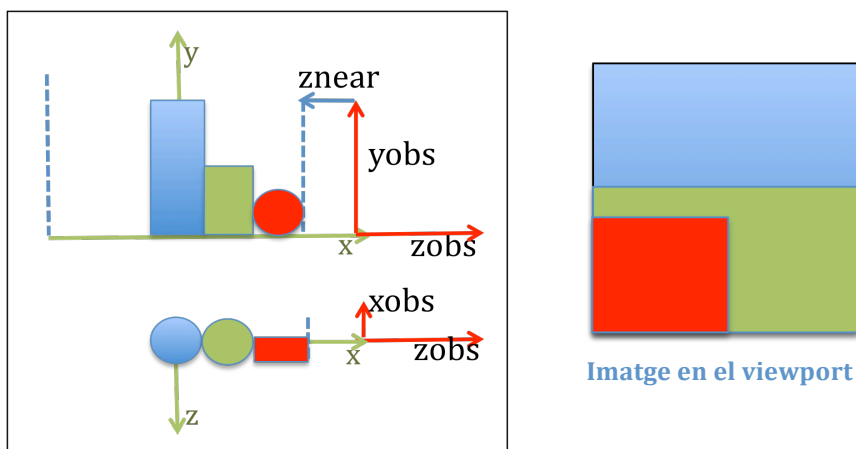 y
znear
yobs
x
zobs
xobs
x
zobs
z
Imatge en el viewport